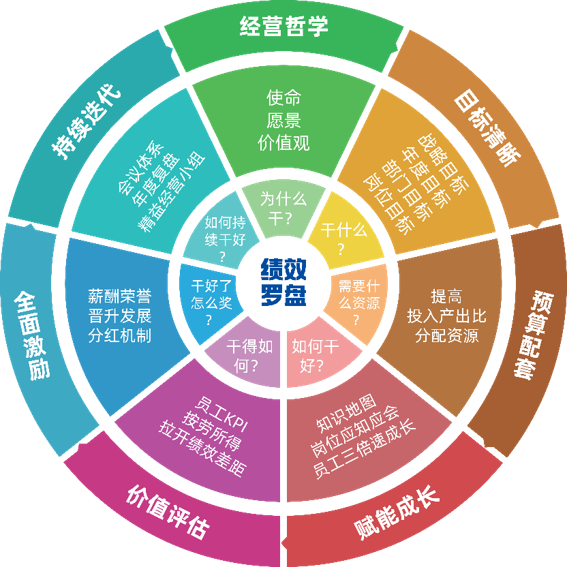 经营哲学
使命
愿景
价值观
为什么
干?
目标清晰
战略目标
年度目标
部门目标
岗位目标
干什么
?
预算配套
提高
投入产出比
分配资源
需要什
么资源
?
赋能成长
知识地图
岗位应知应会
员工三倍速成长
如何干
好?
价值评估
员工KPI
按劳所得
拉开绩效差距
干得如
何?
全面激励
薪酬荣誉
晋升发展
分红机制
干好了
怎么奖
?
持续迭代
会议体系
年度复盘
精益经营小组
如何持
续干好
?
绩效
罗盘